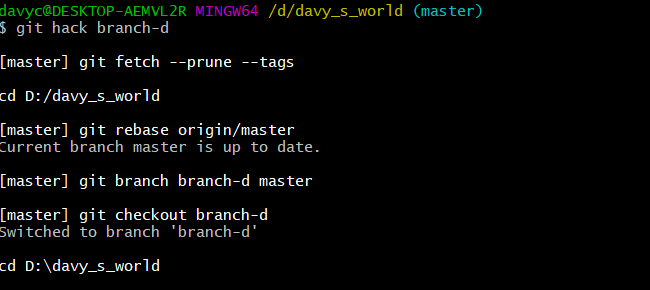 davyc@DESKTOP-AEMVL2R MINGW64 /d/davy_s_world (master)
$ git hack branch-d
[master] git fetch --prune --tags
cd D:/davy_s_world
[master] git rebase origin/master
Current branch master is up to date.
[master] git branch branch-d master
[master] git checkout branch-d
Switched to branch 'branch-d'
cd D:\davy_s_world